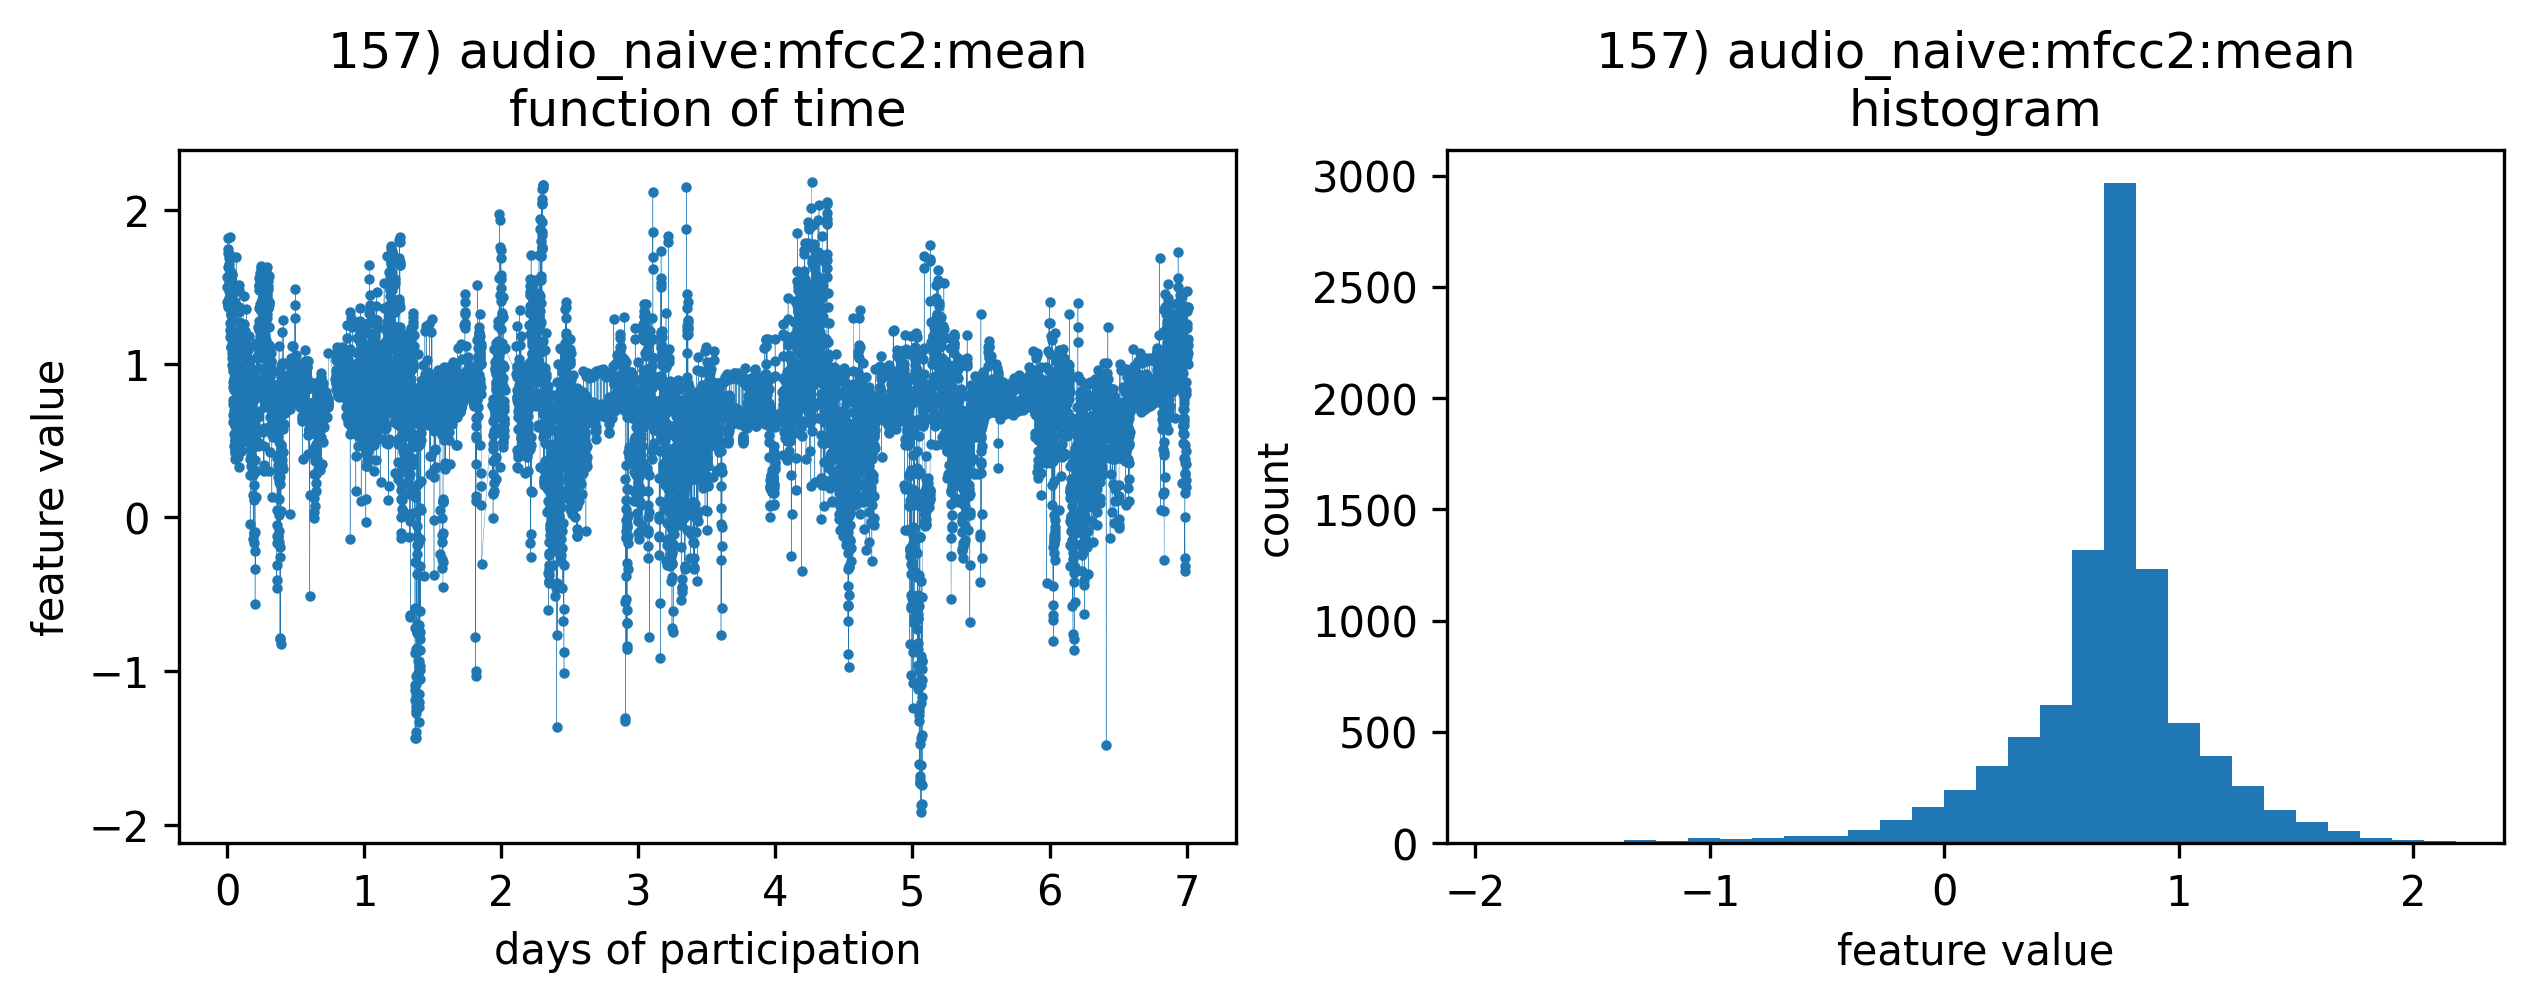 157) audio_naive:mfcc2:mean
function of time
feature value
2
1
0
−1
−2
0 1 2 3 4 5 6 7
days of participation
157) audio_naive:mfcc2:mean
histogram
count
3000
2500
2000
1500
1000
500
0
−2 −1 0 1 2
feature value